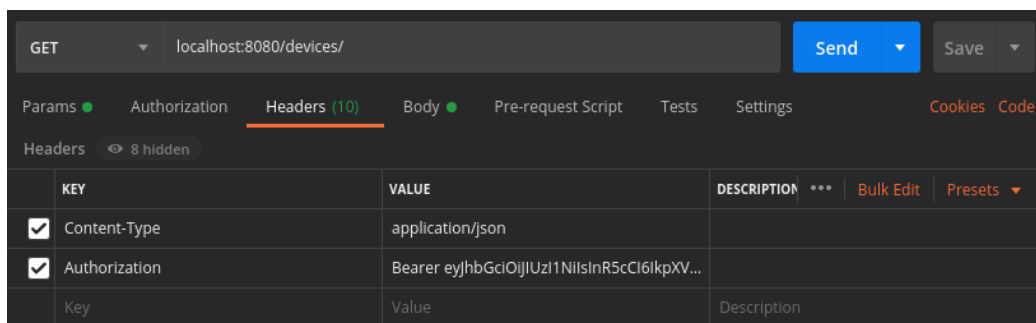 GET localhost:8080/devices/ Send Save
Params Authorization Headers (10) Body Pre-request Script Tests Settings Cookies Code
Headers 8 hidden
KEY VALUE DESCRIPTION ••• Bulk Edit Presets
Content-Type application/json
Authorization Bearer eyJhbGciOiJIUzI1NiIsInR5cCI6IkpXV...
Key Value Description